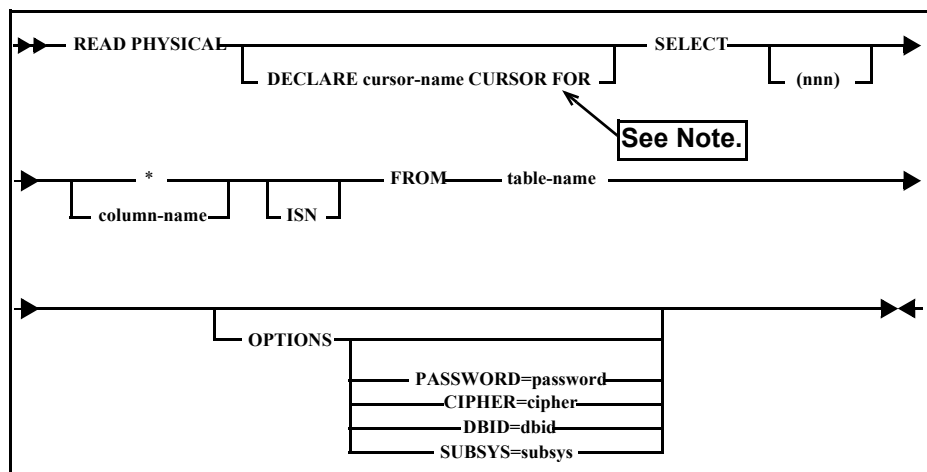 READ PHYSICAL SELECT
DECLARE cursor-name CURSOR FOR (nnn)
See Note.
* FROM table-name
column-name ISN
OPTIONS
PASSWORD=password
CIPHER=cipher
DBID=dbid
SUBSYS=subsys